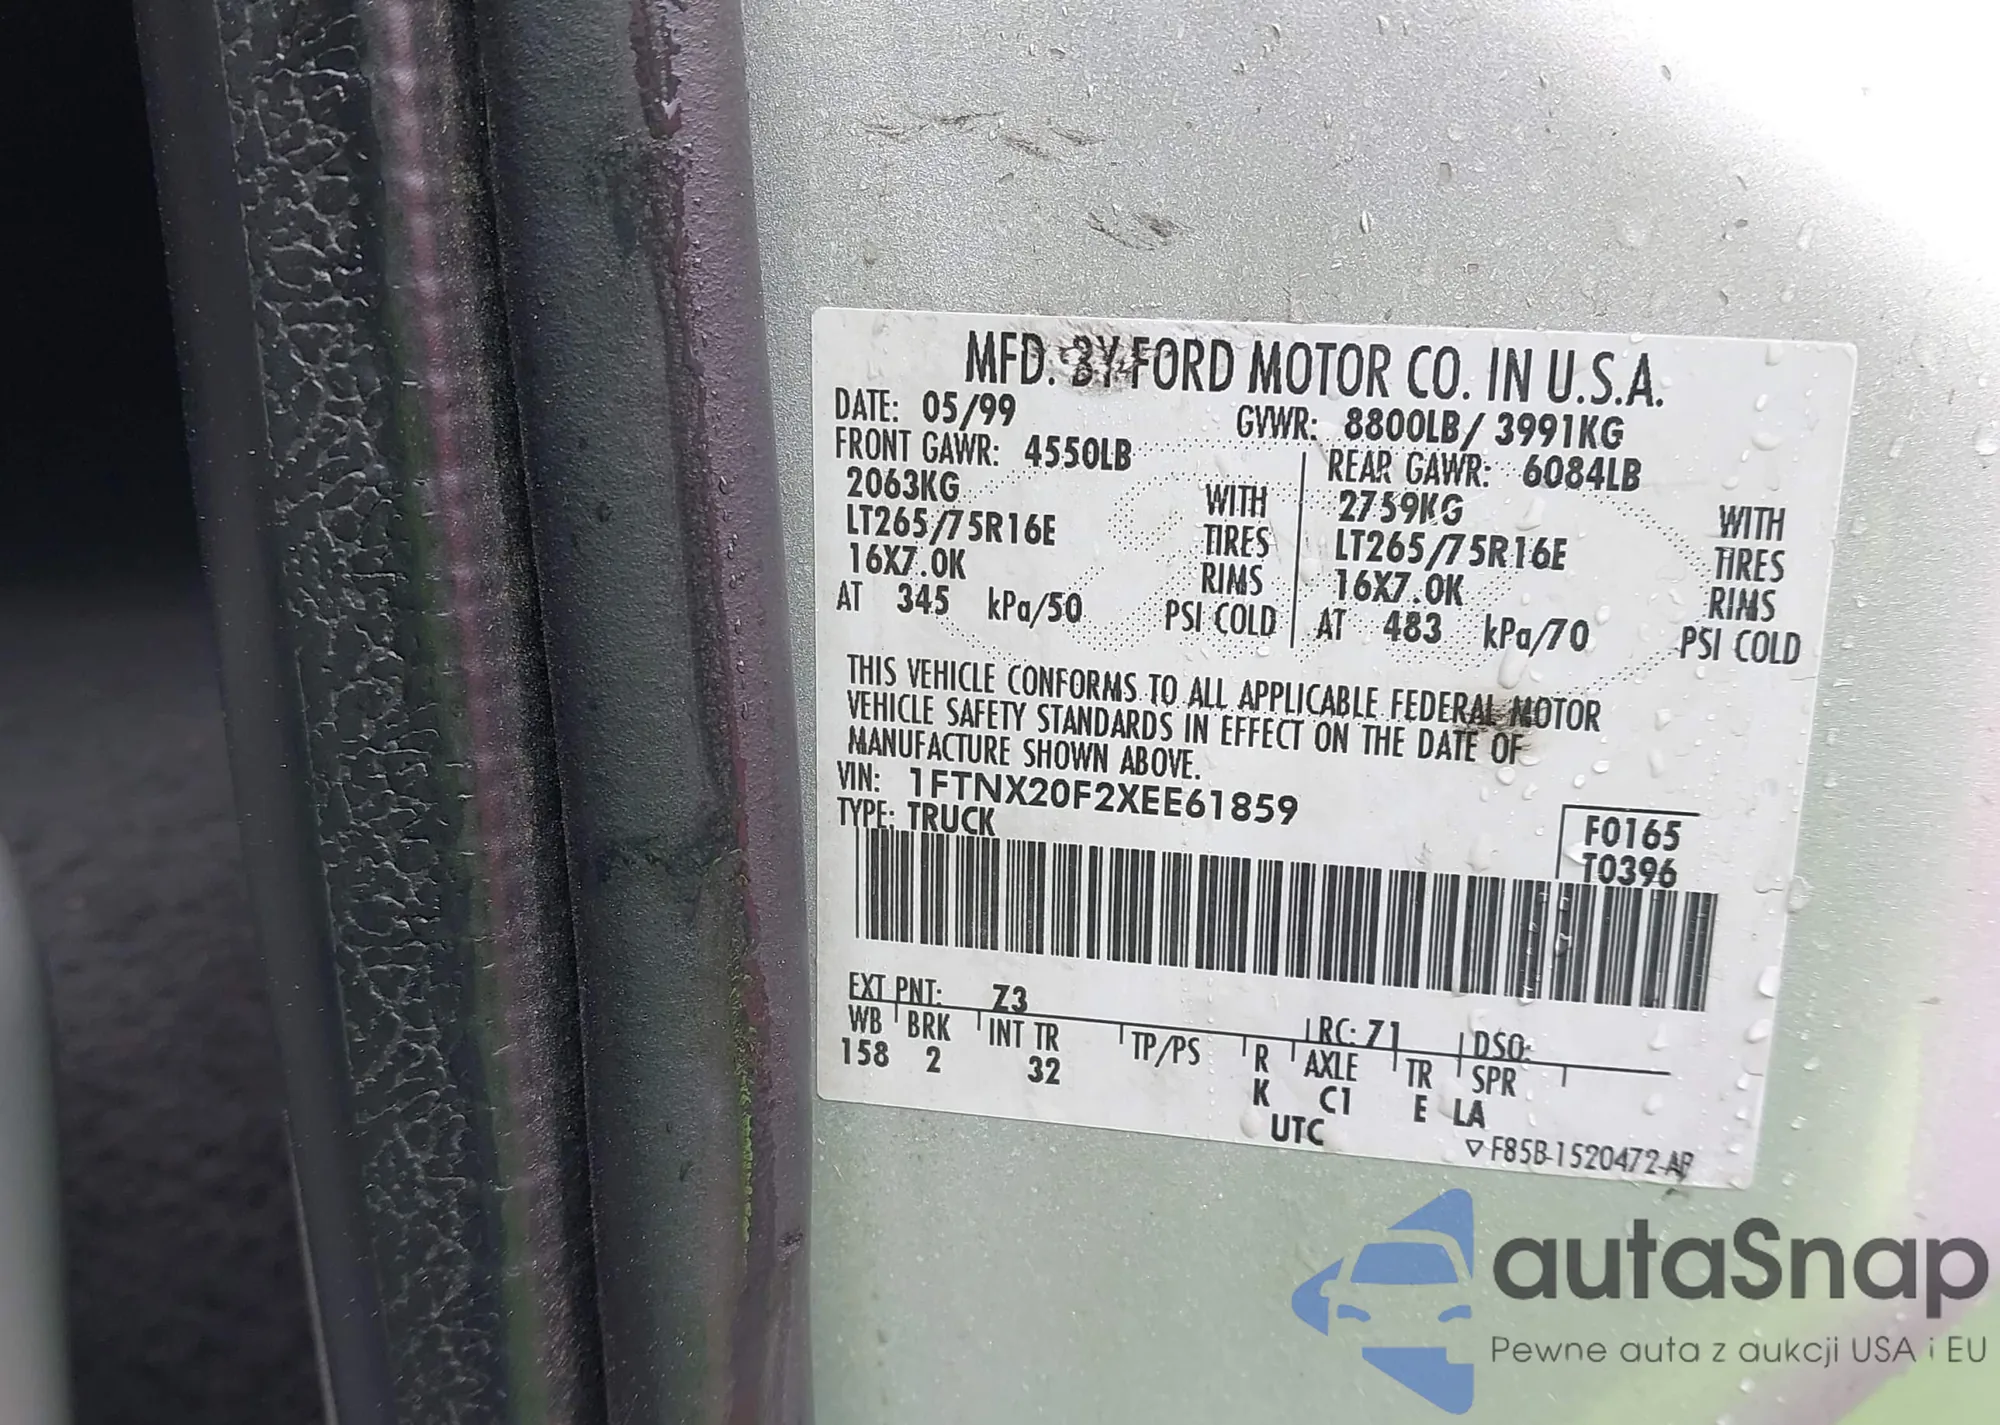 MFD. BY FORD MOTOR CO. IN U.S.A.
DATE: 05/99 GVWR: 8800LB/ 3991KG
FRONT GAWR: 4550LB REAR GAWR: 6084LB
2063KG WITH 2759KG WITH
LT265/75R16E TIRES LT265/75R16E TIRES
16X7.0K RIMS 16X7.0K RIMS
AT 345 kPa/50 PSI COLD AT 483 kPa/70 PSI COLD
THIS VEHICLE CONFORMS TO ALL APPLICABLE FEDERAL MOTOR
VEHICLE SAFETY STANDARDS IN EFFECT ON THE DATE OF
MANUFACTURE SHOWN ABOVE.
VIN: 1FTNX20F2XEE61859
TYPE: TRUCK
F0165
T0396
EXT PNT: Z3 RC: 71 DSO:
WB BRK INT TR TP/PS R AXLE TR SPR
158 2 32 K C1 E LA
UTC
F85B-1520472-AB
autaSnap
Pewne auta z aukcji USA i EU